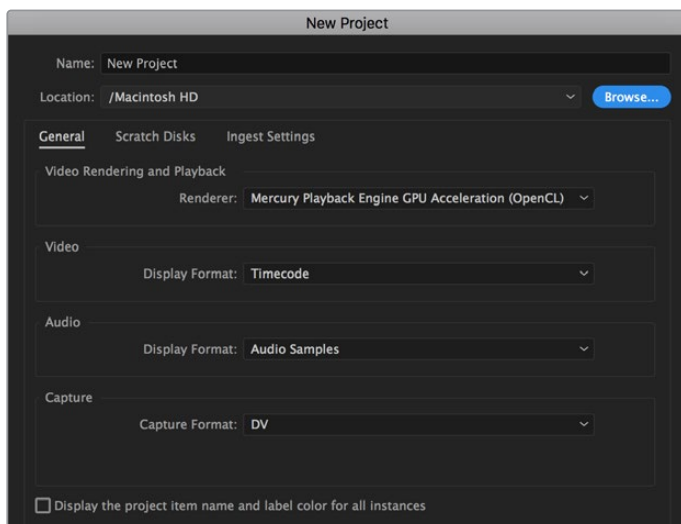 New Project
Name: New Project
Location: /Macintosh HD Browse...
General Scratch Disks Ingest Settings
Video Rendering and Playback
Renderer: Mercury Playback Engine GPU Acceleration (OpenCL)
Video
Display Format: Timecode
Audio
Display Format: Audio Samples
Capture
Capture Format: DV
Display the project item name and label color for all instances